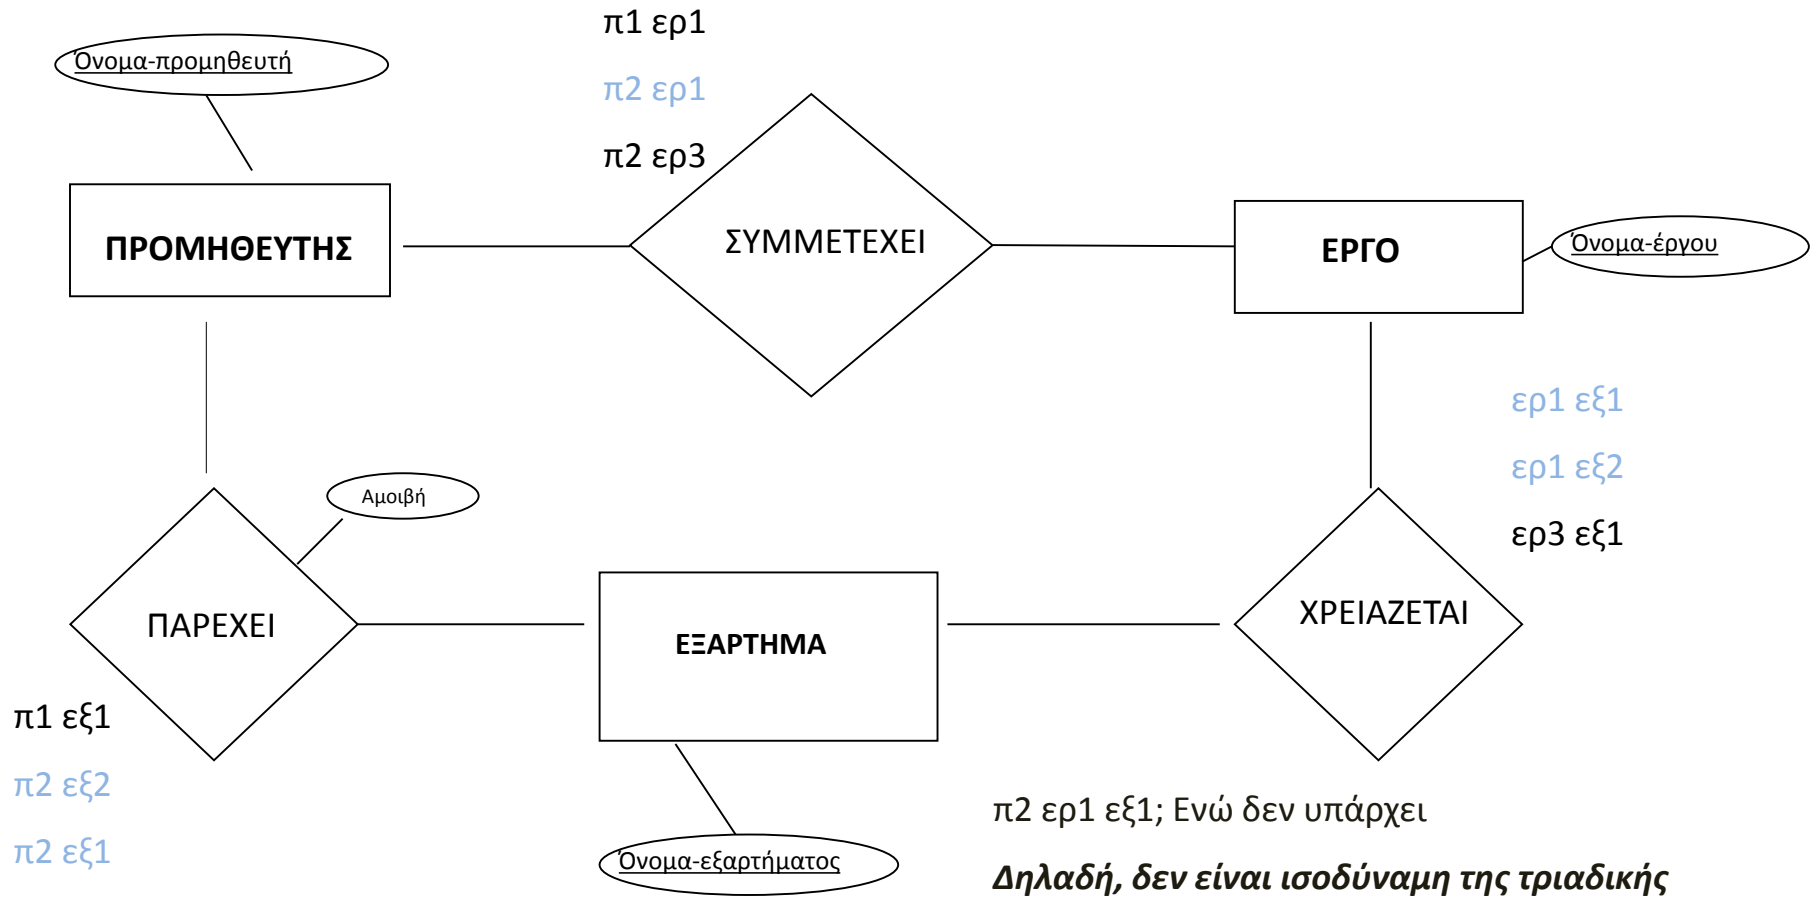 π1 ερ1
Όνομα-προμηθευτή
π2 ερ1
π2 ερ3
ΠΡΟΜΗΘΕΥΤΗΣ
ΣΥΜΜΕΤΕΧΕΙ
ΕΡΓΟ
Όνομα-έργου
ερ1 εξ1
ερ1 εξ2
ερ3 εξ1
Αμοιβή
ΠΑΡΕΧΕΙ
ΕΞΑΡΤΗΜΑ
ΧΡΕΙΑΖΕΤΑΙ
π1 εξ1
π2 εξ2
π2 εξ1
Όνομα-εξαρτήματος
π2 ερ1 εξ1; Ενώ δεν υπάρχει
Δηλαδή, δεν είναι ισοδύναμη της τριαδικής